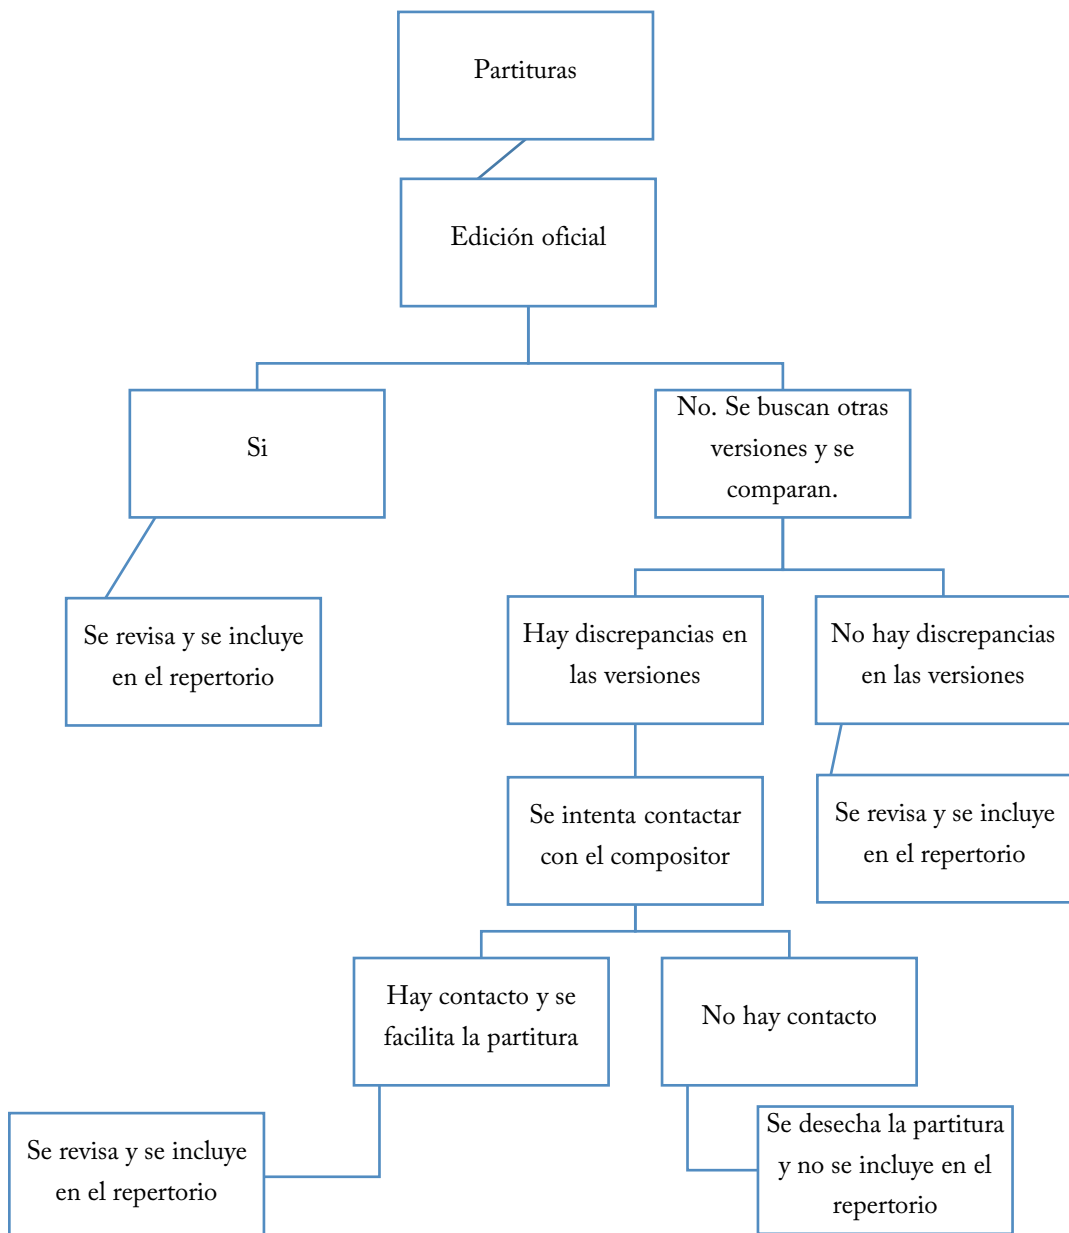 Partituras
Edición oficial
Si
No. Se buscan otras
versiones y se
comparan.
Se revisa y se incluye
en el repertorio
Hay discrepancias en
las versiones
No hay discrepancias
en las versiones
Se intenta contactar
con el compositor
Se revisa y se incluye
en el repertorio
Hay contacto y se
facilita la partitura
No hay contacto
Se revisa y se incluye
en el repertorio
Se desecha la partitura
y no se incluye en el
repertorio